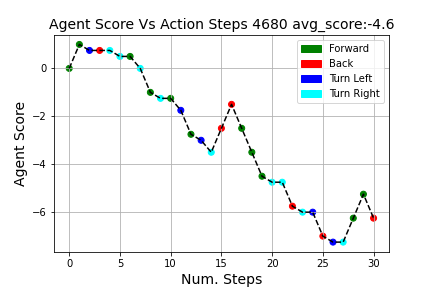 Agent Score Vs Action Steps 4680 avg_score:-4.6
Forward
Back
Turn Left
Turn Right
Agent Score
0
−2
−4
−6
0
5
10
15
20
25
30
Num. Steps